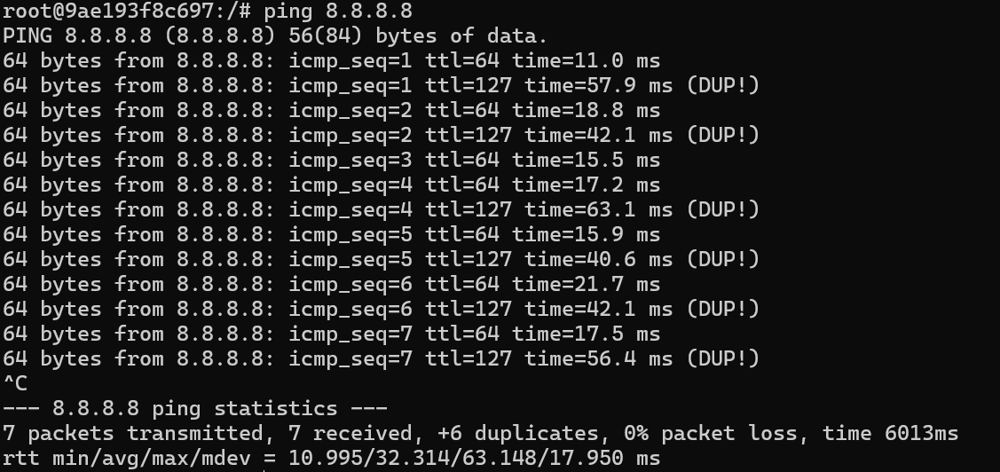 root@9ae193f8c697:/# ping 8.8.8.8
PING 8.8.8.8 (8.8.8.8) 56(84) bytes of data.
64 bytes from 8.8.8.8: icmp_seq=1 ttl=64 time=11.0 ms
64 bytes from 8.8.8.8: icmp_seq=1 ttl=127 time=57.9 ms (DUP!)
64 bytes from 8.8.8.8: icmp_seq=2 ttl=64 time=18.8 ms
64 bytes from 8.8.8.8: icmp_seq=2 ttl=127 time=42.1 ms (DUP!)
64 bytes from 8.8.8.8: icmp_seq=3 ttl=64 time=15.5 ms
64 bytes from 8.8.8.8: icmp_seq=4 ttl=64 time=17.2 ms
64 bytes from 8.8.8.8: icmp_seq=4 ttl=127 time=63.1 ms (DUP!)
64 bytes from 8.8.8.8: icmp_seq=5 ttl=64 time=15.9 ms
64 bytes from 8.8.8.8: icmp_seq=5 ttl=127 time=40.6 ms (DUP!)
64 bytes from 8.8.8.8: icmp_seq=6 ttl=64 time=21.7 ms
64 bytes from 8.8.8.8: icmp_seq=6 ttl=127 time=42.1 ms (DUP!)
64 bytes from 8.8.8.8: icmp_seq=7 ttl=64 time=17.5 ms
64 bytes from 8.8.8.8: icmp_seq=7 ttl=127 time=56.4 ms (DUP!)
^C
--- 8.8.8.8 ping statistics ---
7 packets transmitted, 7 received, +6 duplicates, 0% packet loss, time 6013ms
rtt min/avg/max/mdev = 10.995/32.314/63.148/17.950 ms